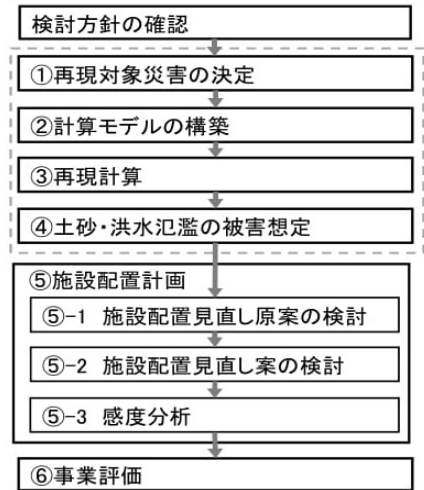 検討方針の確認
①再現対象災害の決定
②計算モデルの構築
③再現計算
④土砂・洪水氾濫の被害想定
⑤施設配置計画
⑤-1 施設配置見直し原案の検討
⑤-2 施設配置見直し案の検討
⑤-3 感度分析
⑥事業評価